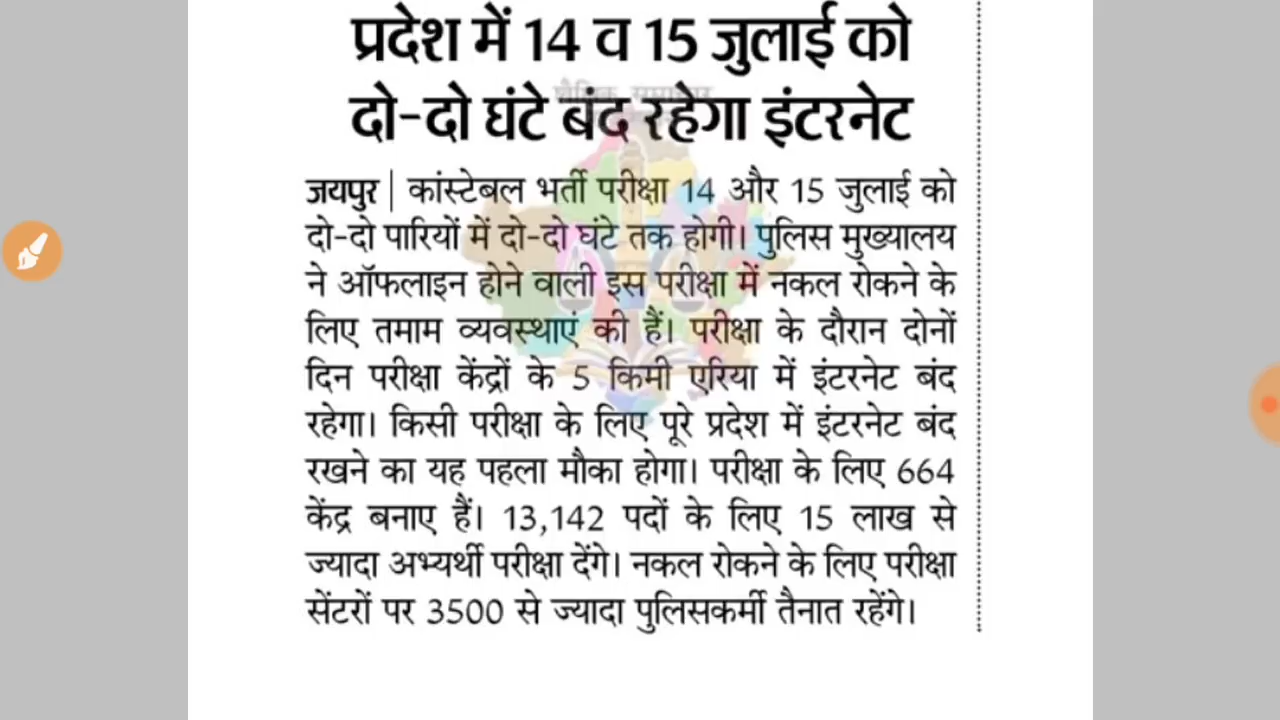 प्रदेश में 14 व 15 जुलाई को
दो-दो घंटे बंद रहेगा इंटरनेट
शैक्षिक समाचार
जयपुर | कांस्टेबल भर्ती परीक्षा 14 और 15 जुलाई को
दो-दो पारियों में दो-दो घंटे तक होगी। पुलिस मुख्यालय
ने ऑफलाइन होने वाली इस परीक्षा में नकल रोकने के
लिए तमाम व्यवस्थाएं की हैं। परीक्षा के दौरान दोनों
दिन परीक्षा केंद्रों के 5 किमी एरिया में इंटरनेट बंद
रहेगा। किसी परीक्षा के लिए पूरे प्रदेश में इंटरनेट बंद
रखने का यह पहला मौका होगा। परीक्षा के लिए 664
केंद्र बनाए हैं। 13,142 पदों के लिए 15 लाख से
ज्यादा अभ्यर्थी परीक्षा देंगे। नकल रोकने के लिए परीक्षा
सेंटरों पर 3500 से ज्यादा पुलिसकर्मी तैनात रहेंगे।